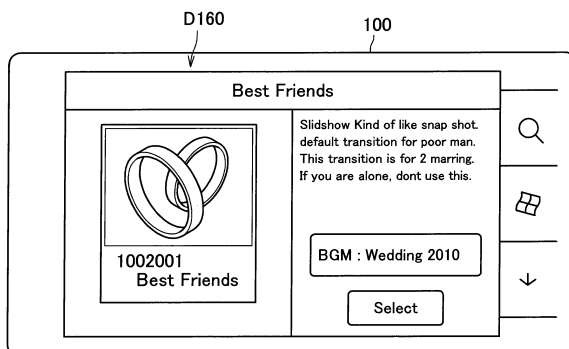 D160
100
Best Friends
Slidshow Kind of like snap shot.
default transition for poor man.
This transition is for 2 marring.
If you are alone, dont use this.
1002001
Best Friends
BGM : Wedding 2010
Select